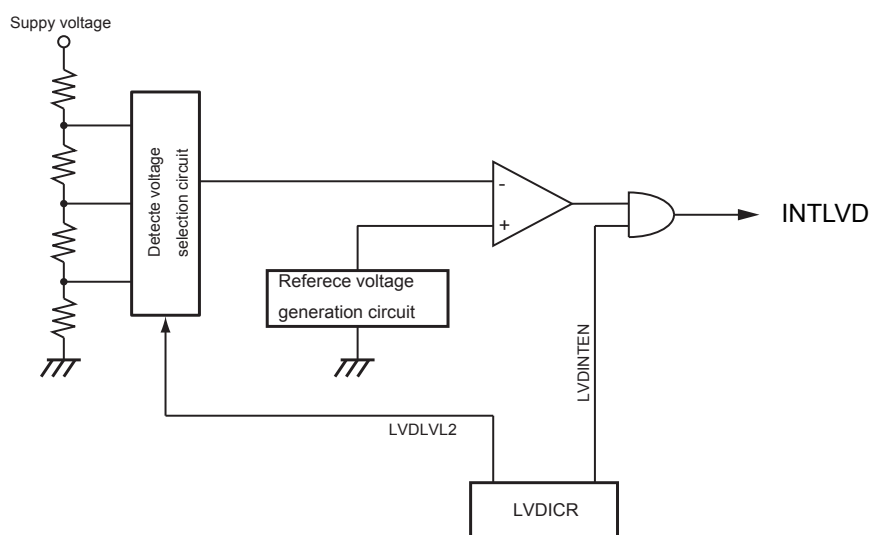 Suppy voltage
Detecte voltage
selection circuit
-
+
INTLVD
Referece voltage
generation circuit
LVDINTEN
LVDLVL2
LVDICR